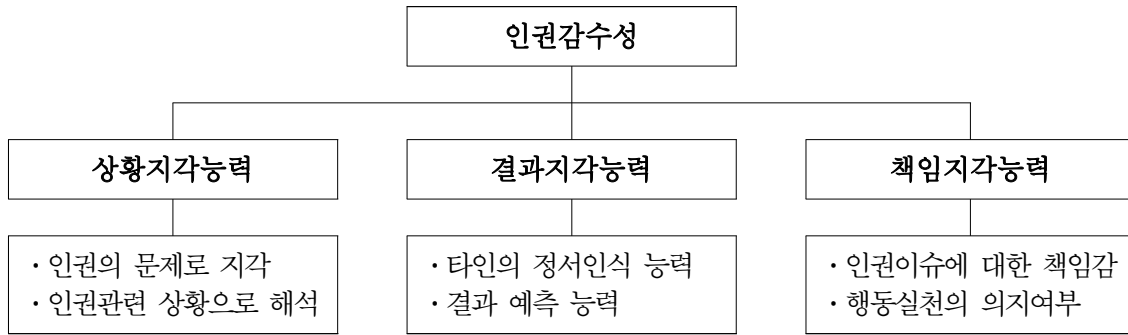 인권감수성
상황지각능력
결과지각능력
책임지각능력
· 인권의 문제로 지각
· 인권관련 상황으로 해석
· 타인의 정서인식 능력
· 결과 예측 능력
· 인권이슈에 대한 책임감
· 행동실천의 의지여부